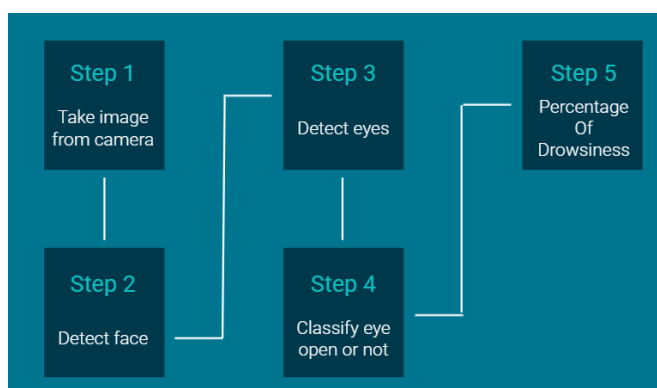 Step 1
Take image
from camera
Step 2
Detect face
Step 3
Detect eyes
Step 4
Classify eye
open or not
Step 5
Percentage
Of
Drowsiness